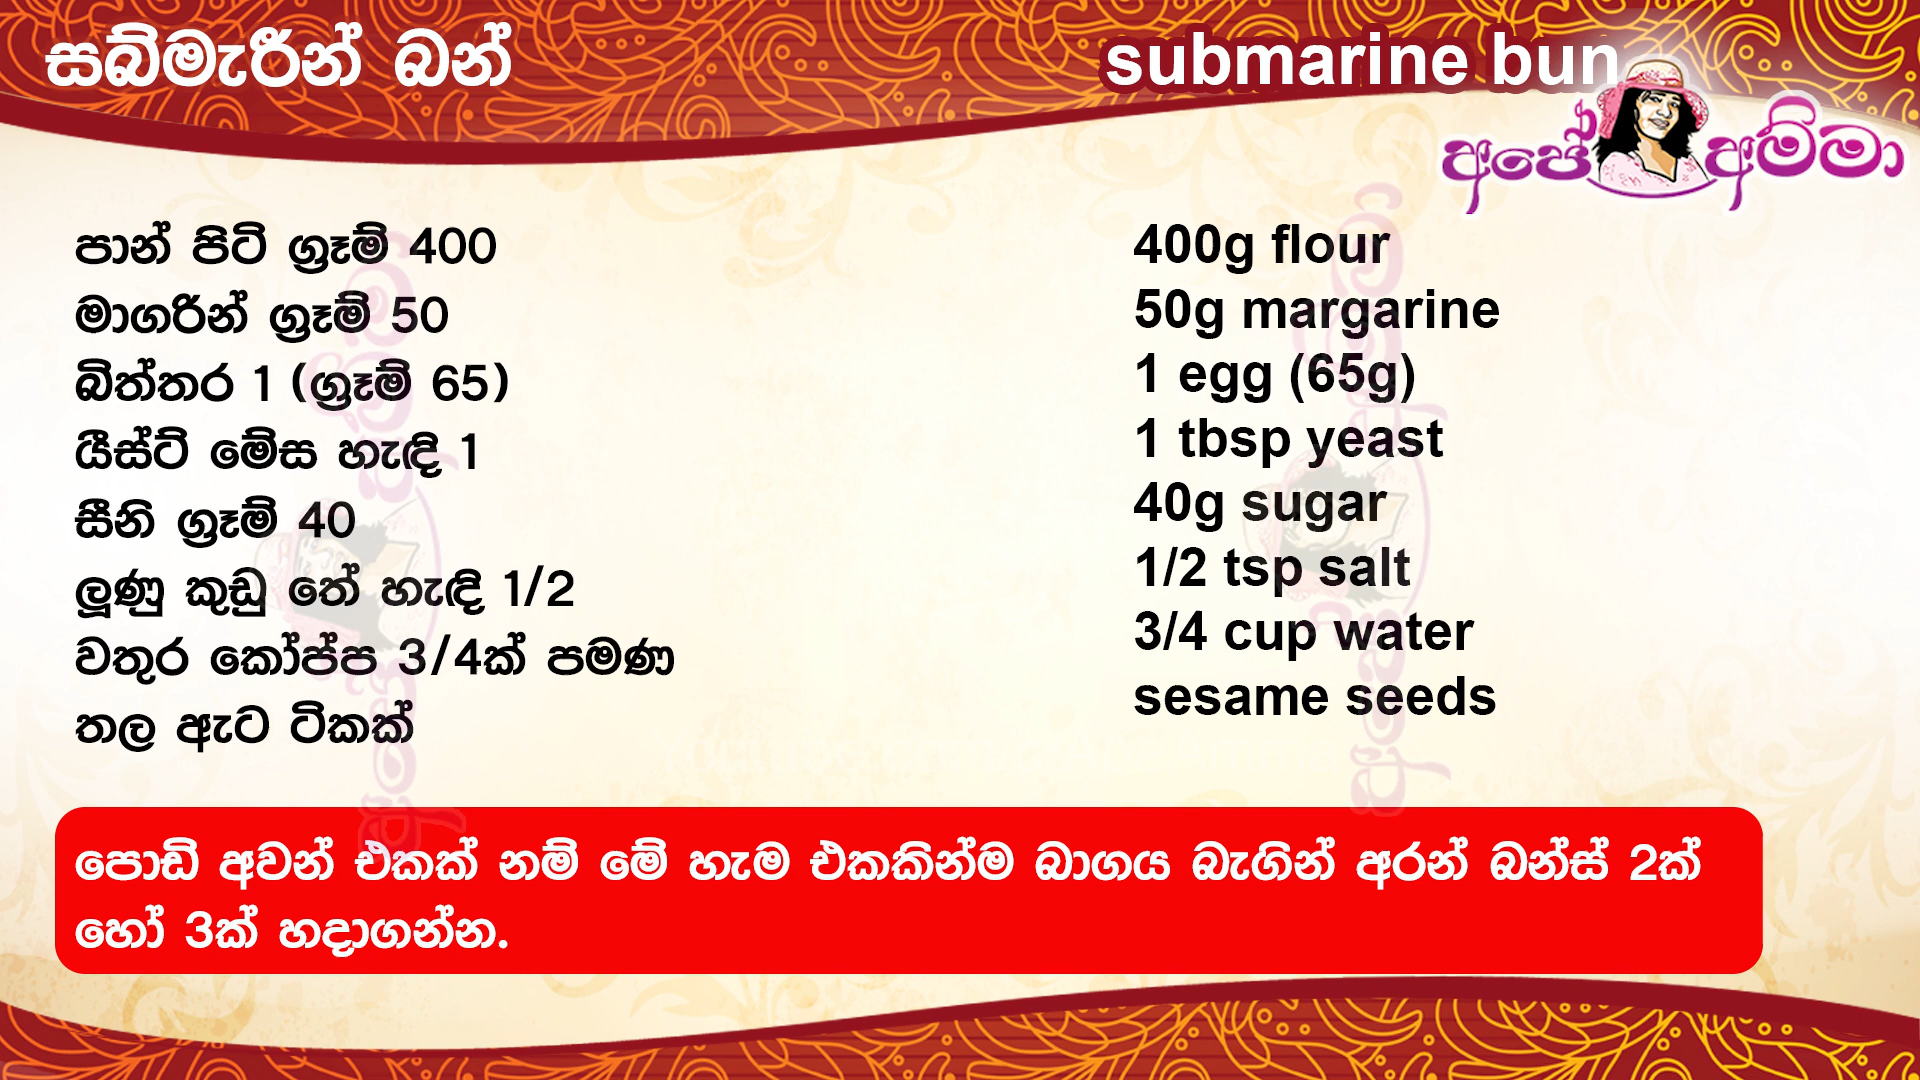 සබ්මැරීන් බන්
submarine bun
අපේ අම්මා
පාන් පිටි ග්‍රෑම් 400
මාගරින් ග්‍රෑම් 50
බිත්තර 1 (ග්‍රෑම් 65)
යීස්ට් මේස හැඳි 1
සීනි ග්‍රෑම් 40
ලූණු කුඩු තේ හැඳි 1/2
වතුර කෝප්ප 3/4ක් පමණ
තල ඇට ටිකක්
400g flour
50g margarine
1 egg (65g)
1 tbsp yeast
40g sugar
1/2 tsp salt
3/4 cup water
sesame seeds
පොඩි අවන් එකක් නම් මේ හැම එකකින්ම බාගය බැගින් අරන් බන්ස් 2ක්
හෝ 3ක් හදාගන්න.